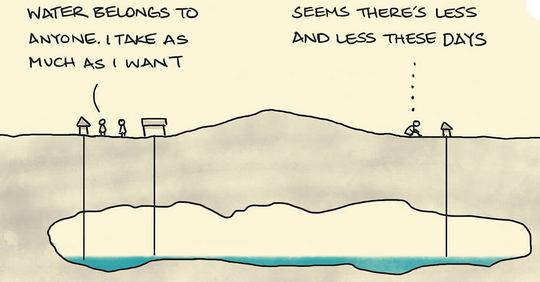 WATER BELONGS TO
ANYONE. I TAKE AS
MUCH AS I WANT
SEEMS THERE'S LESS
AND LESS THESE DAYS